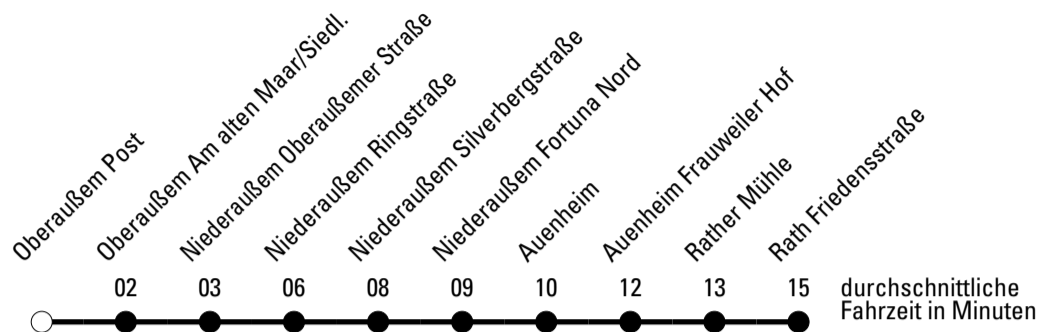 Oberaußem Post
Oberaußem Am alten Maar/Siedl.
Niederaußem Oberaußemer Straße
Niederaußem Ringstraße
Niederaußem Silverbergstraße
Niederaußem Fortuna Nord
Auenheim
Auenheim Frauweiler Hof
Rather Mühle
Rath Friedensstraße
02 03 06 08 09 10 12 13 15 durchschnittliche
Fahrzeit in Minuten